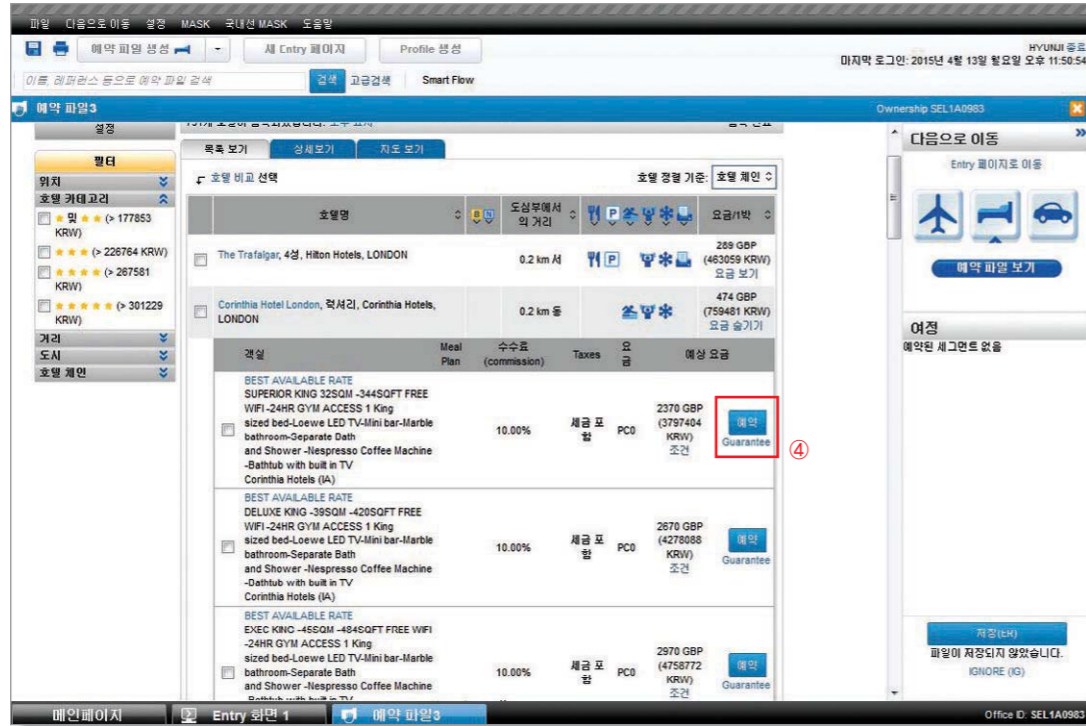 파일 다음으로 이동 설정 MASK 국내선 MASK 도움말
예약 파일 생성 새 Entry 페이지 Profile 생성
HYUNJI 종료
마지막 로그인: 2015년 4월 13일 월요일 오후 11:50:54
이름, 레퍼런스 등으로 예약 파일 검색 검색 고급검색 Smart Flow
예약 파일3 Ownership SEL1A0983
설정
필터
위치
호텔 카테고리
및 (> 177853
KRW)
(> 226764 KRW)
(> 267581
KRW)
(> 301229
KRW)
거리
도시
호텔 체인
목록 보기 상세보기 지도 보기
호텔 비교 선택 호텔 정렬 기준: 호텔 체인
호텔명 도심부에서
의 거리 요금/1박
The Trafalgar, 4성, Hilton Hotels, LONDON 0.2 km 서 289 GBP
(463059 KRW)
요금 보기
Corinthia Hotel London, 럭셔리, Corinthia Hotels,
LONDON 0.2 km 동 474 GBP
(759481 KRW)
요금 숨기기
객실 Meal
Plan 수수료
(commission) Taxes 요
금 예상 요금
BEST AVAILABLE RATE
SUPERIOR KING 32SQM -344SQFT FREE
WIFI -24HR GYM ACCESS 1 King
sized bed-Loewe LED TV-Mini bar-Marble
bathroom-Separate Bath
and Shower -Nespresso Coffee Machine
-Bathtub with built in TV
Corinthia Hotels (IA)
10.00% 세금 포
함 PC0 2370 GBP
(3797404
KRW)
조건
예약
Guarantee
④
BEST AVAILABLE RATE
DELUXE KING -39SQM -420SQFT FREE
WIFI -24HR GYM ACCESS 1 King
sized bed-Loewe LED TV-Mini bar-Marble
bathroom-Separate Bath
and Shower -Nespresso Coffee Machine
-Bathtub with built in TV
Corinthia Hotels (IA)
10.00% 세금 포
함 PC0 2670 GBP
(4278088
KRW)
조건
예약
Guarantee
BEST AVAILABLE RATE
EXEC KING -45SQM -484SQFT FREE WIFI
-24HR GYM ACCESS 1 King
sized bed-Loewe LED TV-Mini bar-Marble
bathroom-Separate Bath
and Shower -Nespresso Coffee Machine
10.00% 세금 포
함 PC0 2970 GBP
(4758772
KRW)
조건
예약
Guarantee
다음으로 이동
Entry 페이지로 이동
예약 파일 보기
여정
예약된 세그먼트 없음
저장(ER)
파일이 저장되지 않았습니다.
IGNORE (IG)
메인페이지 Entry 화면 1 예약 파일3 Office ID: SEL1A0983